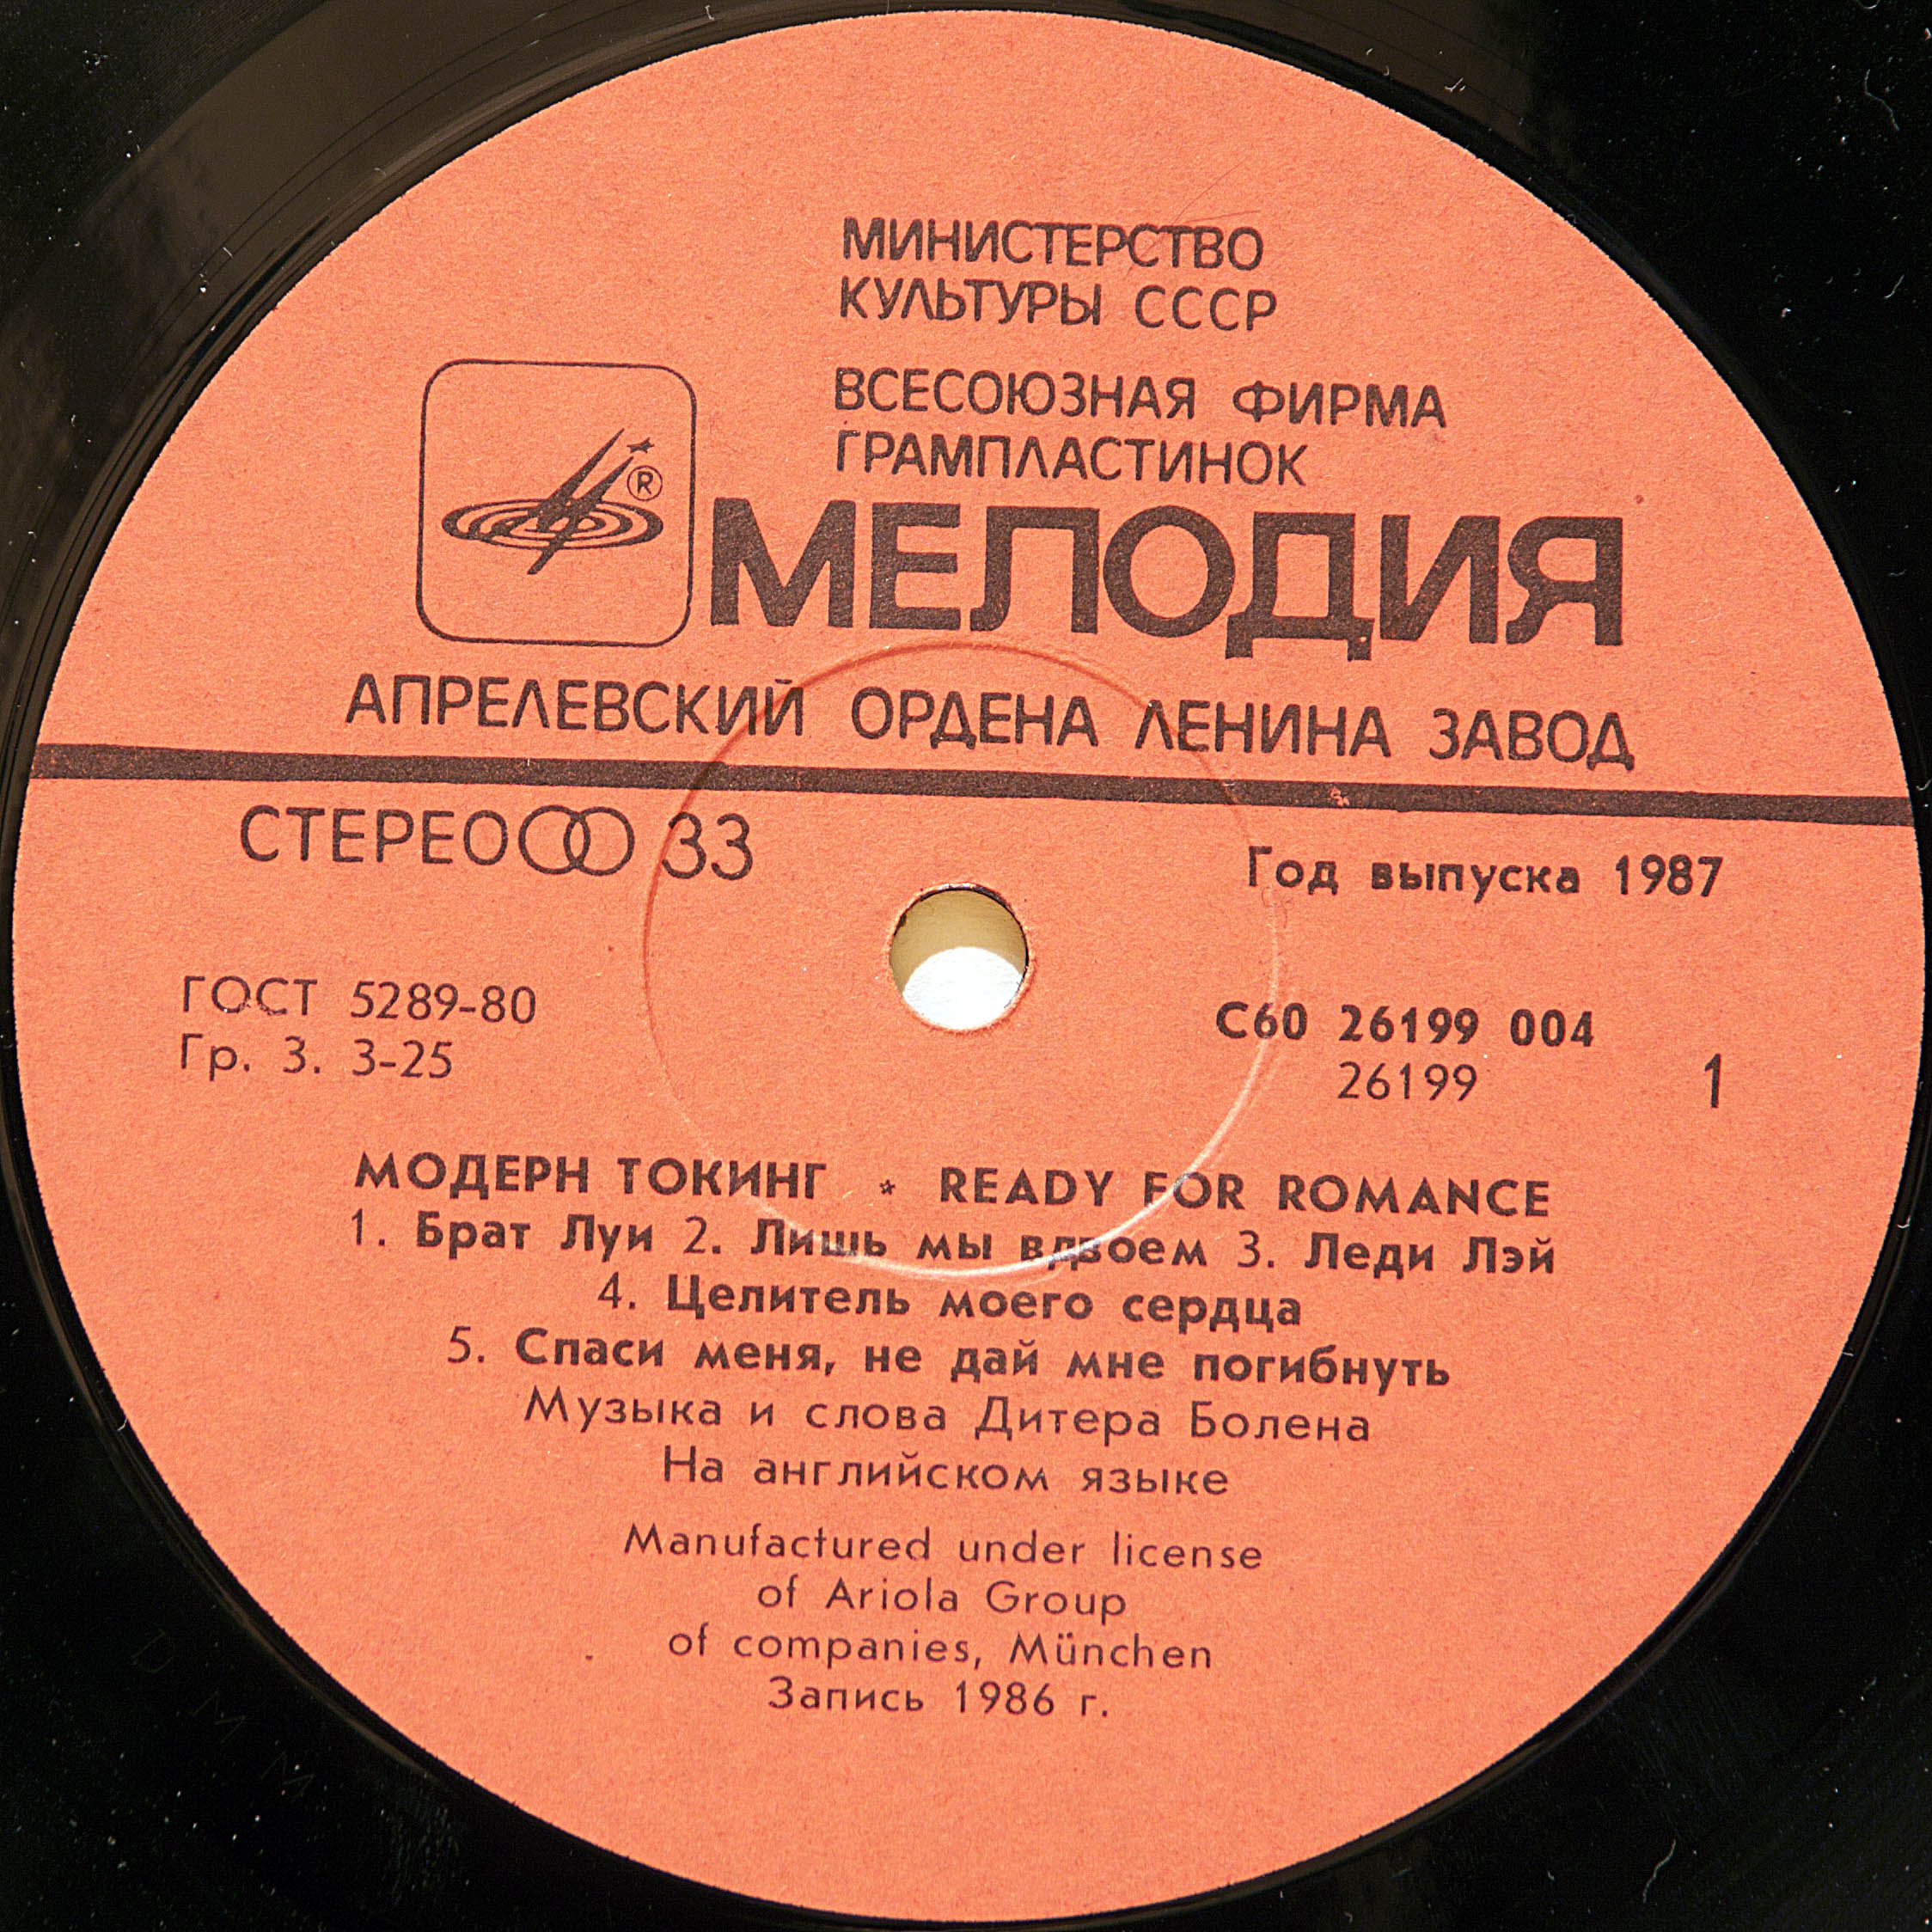 МИНИСТЕРСТВО
КУЛЬТУРЫ СССР
ВСЕСОЮЗНАЯ ФИРМА
ГРАМПЛАСТИНОК
®
МЕЛОДИЯ
АПРЕЛЕВСКИЙ ОРДЕНА ЛЕНИНА ЗАВОД
СТЕРЕО 33
Год выпуска 1987
ГОСТ 5289-80
Гр. 3. 3-25
С60 26199 004
26199
1
МОДЕРН ТОКИНГ * READY FOR ROMANCE
1. Брат Луи 2. Лишь мы вдвоем 3. Леди Лэй
4. Целитель моего сердца
5. Спаси меня, не дай мне погибнуть
Музыка и слова Дитера Болена
На английском языке
Manufactured under license
of Ariola Group
of companies, München
Запись 1986 г.
DMM